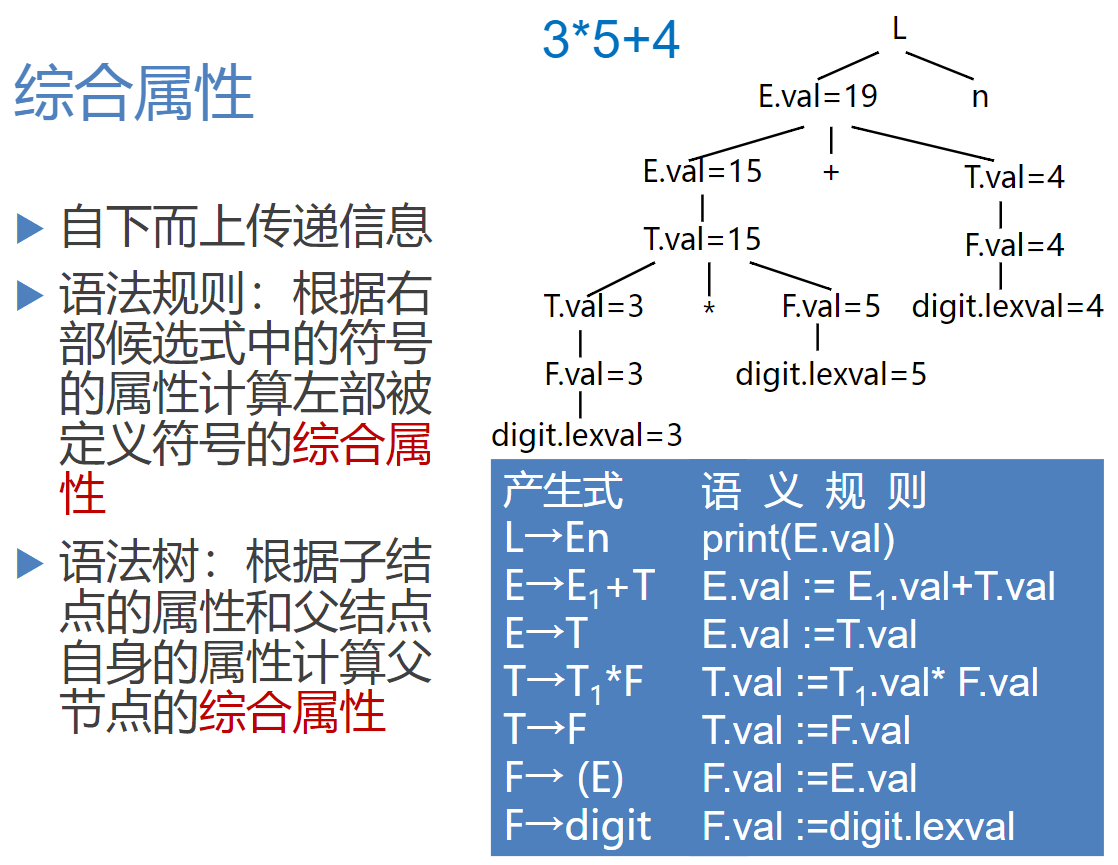 综合属性
自下而上传递信息
语法规则：根据右
部候选式中的符号
的属性计算左部被
定义符号的综合属
性
语法树：根据子结
点的属性和父结点
自身的属性计算父
节点的综合属性
3*5+4
L
E.val=19 n
E.val=15 + T.val=4
T.val=15 F.val=4
T.val=3 * F.val=5 digit.lexval=4
F.val=3 digit.lexval=5
digit.lexval=3
产生式 语 义 规 则
L→En print(E.val)
E→E₁+T E.val := E₁.val+T.val
E→T E.val :=T.val
T→T₁*F T.val :=T₁.val* F.val
T→F T.val :=F.val
F→ (E) F.val :=E.val
F→digit F.val :=digit.lexval